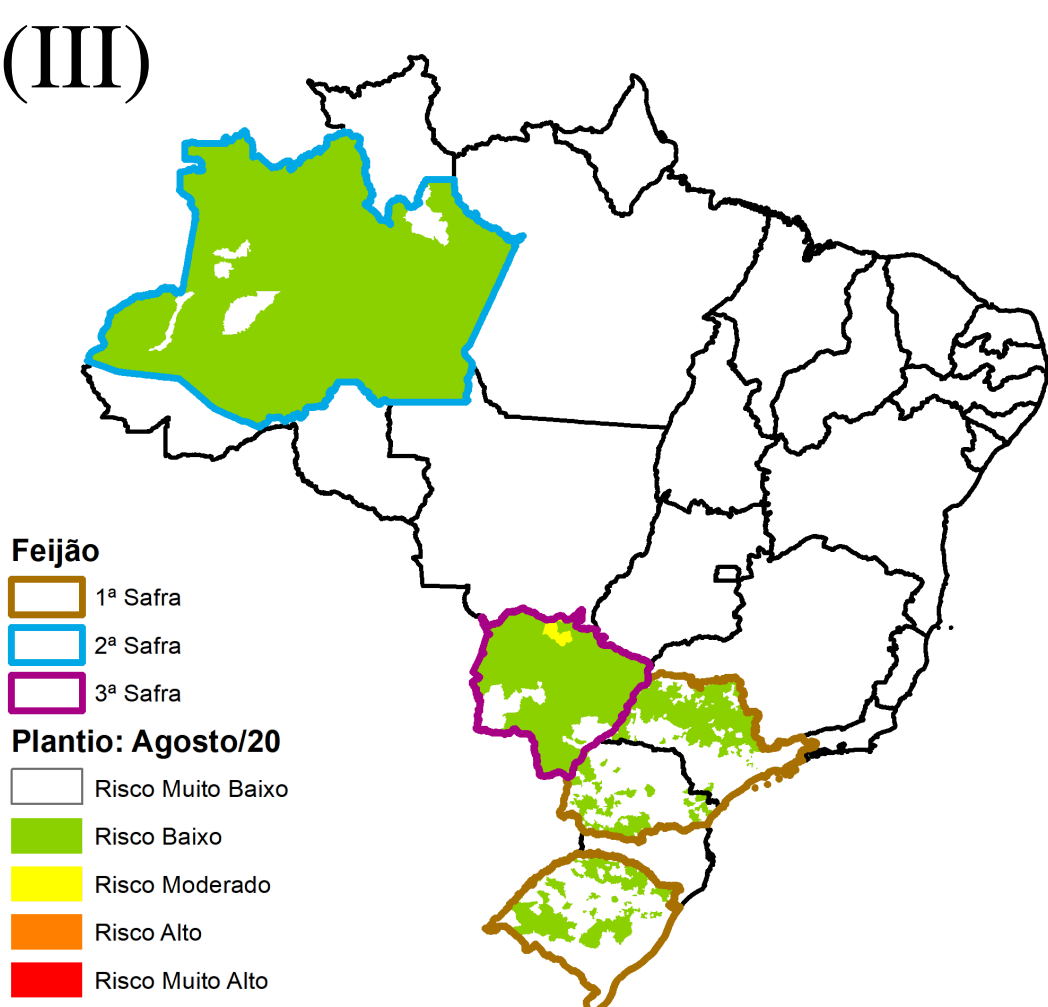 (III)
Feijão
1ª Safra
2ª Safra
3ª Safra
Plantio: Agosto/20
Risco Muito Baixo
Risco Baixo
Risco Moderado
Risco Alto
Risco Muito Alto